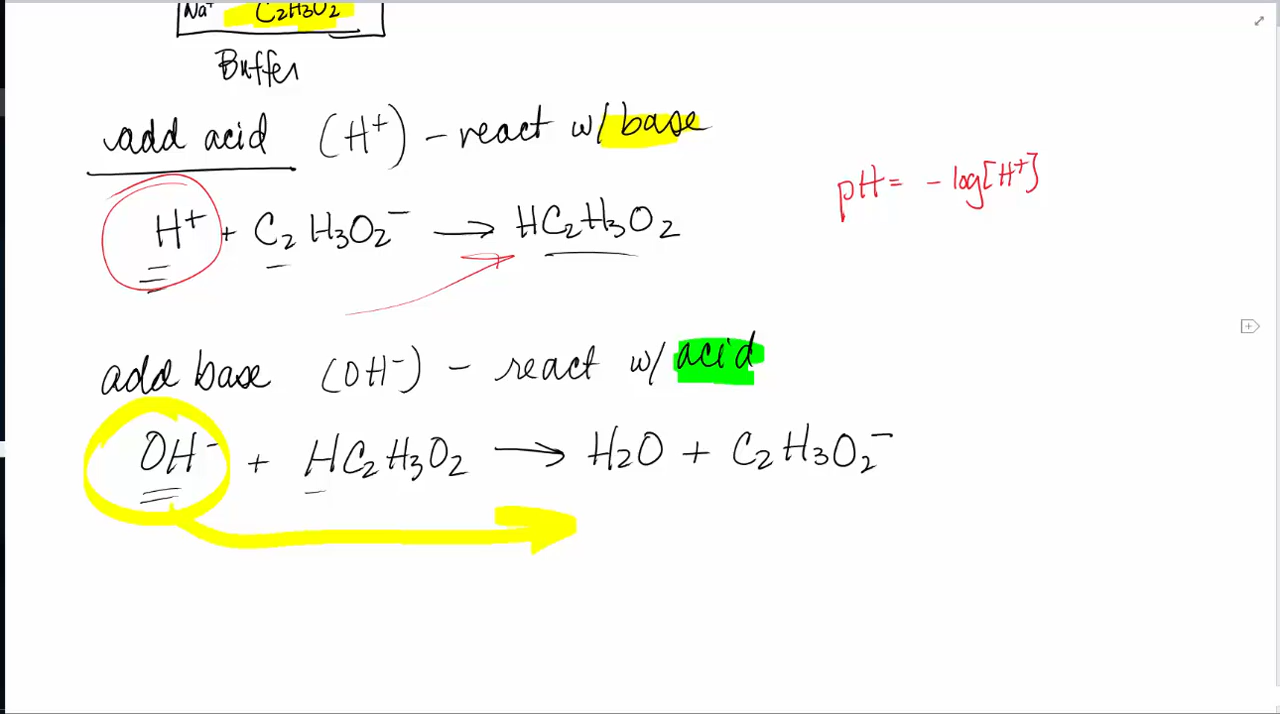 Na⁺ C₂H₃O₂
Buffer
add acid (H⁺) - react w/ base
pH = - log[H⁺]
H⁺ + C₂H₃O₂⁻ → HC₂H₃O₂
add base (OH⁻) - react w/ acid
OH⁻ + HC₂H₃O₂ → H₂O + C₂H₃O₂⁻